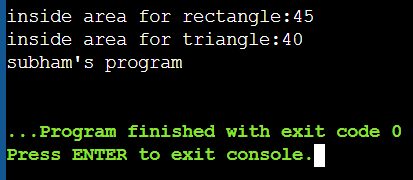 inside area for rectangle:45
inside area for triangle:40
subham's program
...Program finished with exit code 0
Press ENTER to exit console.